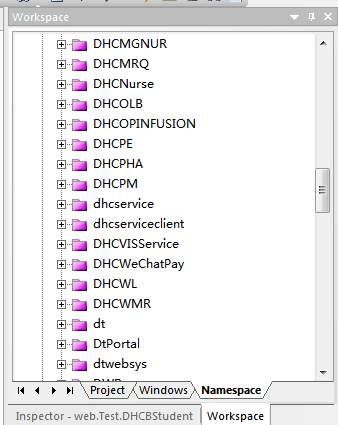 Workspace
DHCMGNUR
DHCMRQ
DHCNurse
DHCOLB
DHCOPINFUSION
DHCPE
DHCPHA
DHCPM
dhcservice
dhcserviceclient
DHCVISService
DHCWeChatPay
DHCWL
DHCWMR
dt
DtPortal
dtwebsys
Project Windows Namespace
Inspector - web.Test.DHCBStudent Workspace